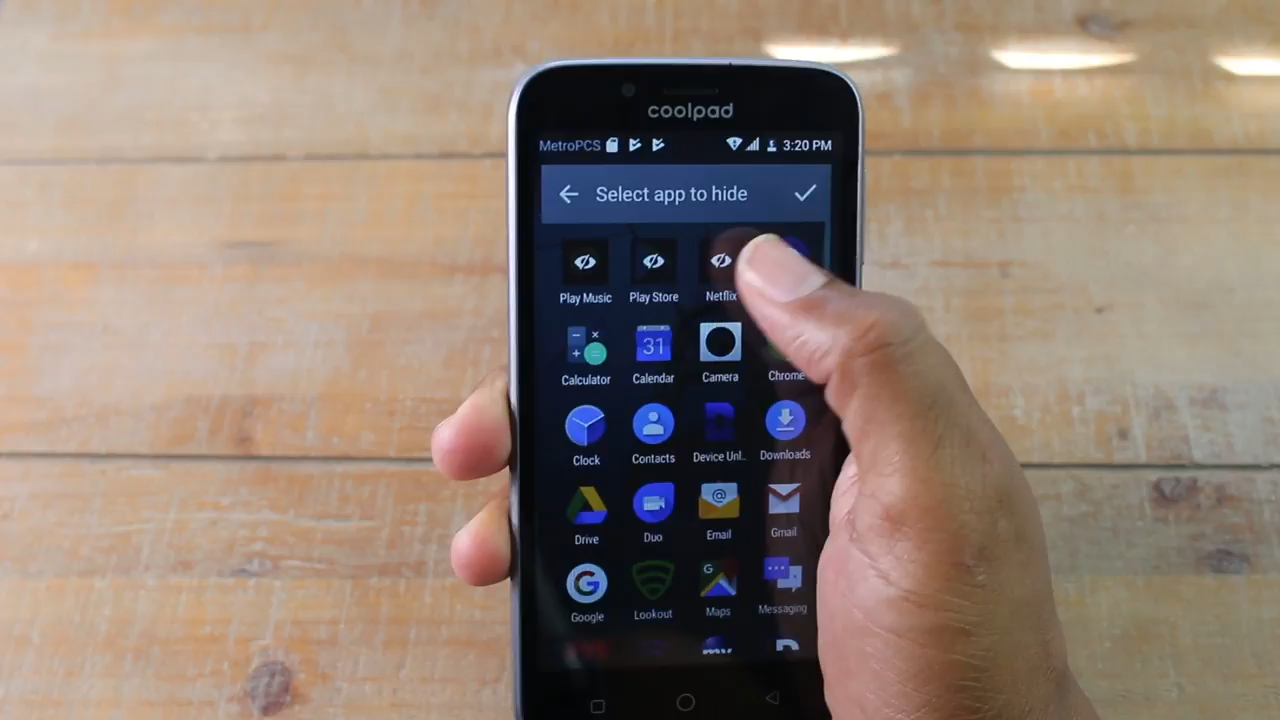 coolpad
MetroPCS 3:20 PM
Select app to hide
Play Music Play Store Netflix
Calculator 31 Calendar Camera Chrome
Clock Contacts Device Unl.. Downloads
Drive Duo @ Email Gmail
G Google Lookout G Maps Messaging